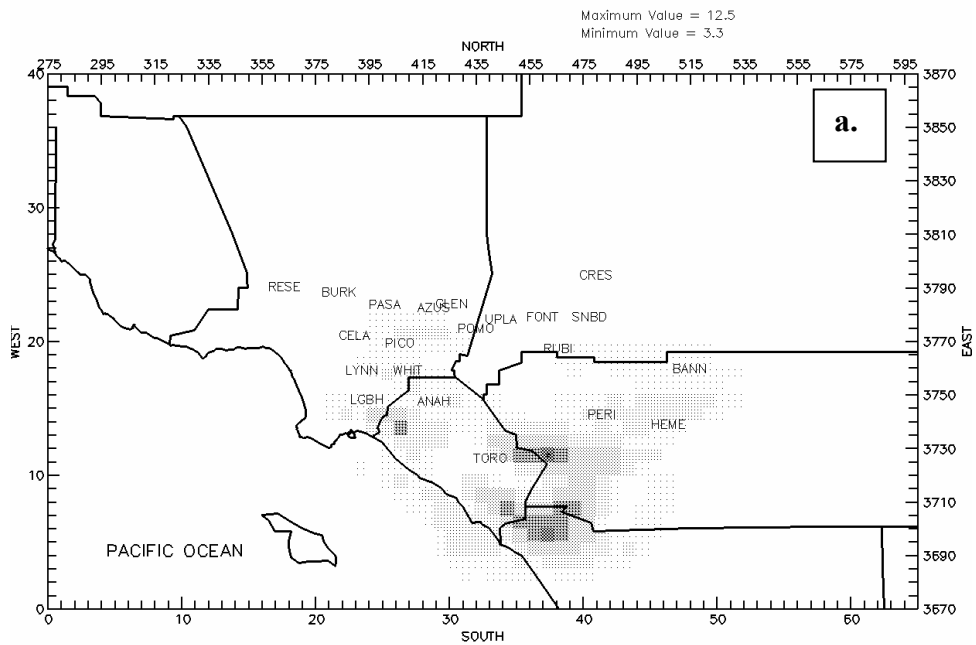 Maximum Value = 12.5
Minimum Value = 3.3
NORTH
275 295 315 335 355 375 395 415 435 455 475 495 515 535 555 575 595
40 3870
a.
3850
3830
30
3810
CRES
RESE BURK 3790
PASA AZUS GLEN
UPLA FONT SNBD
POMO
CELA PICO 3770
WEST 20 EAST
RUBI
LYNN WHIT BANN
LGBH ANAH 3750
PERI
HEME
TORO 3730
10
3710
PACIFIC OCEAN 3690
0 3670
0 10 20 30 40 50 60
SOUTH